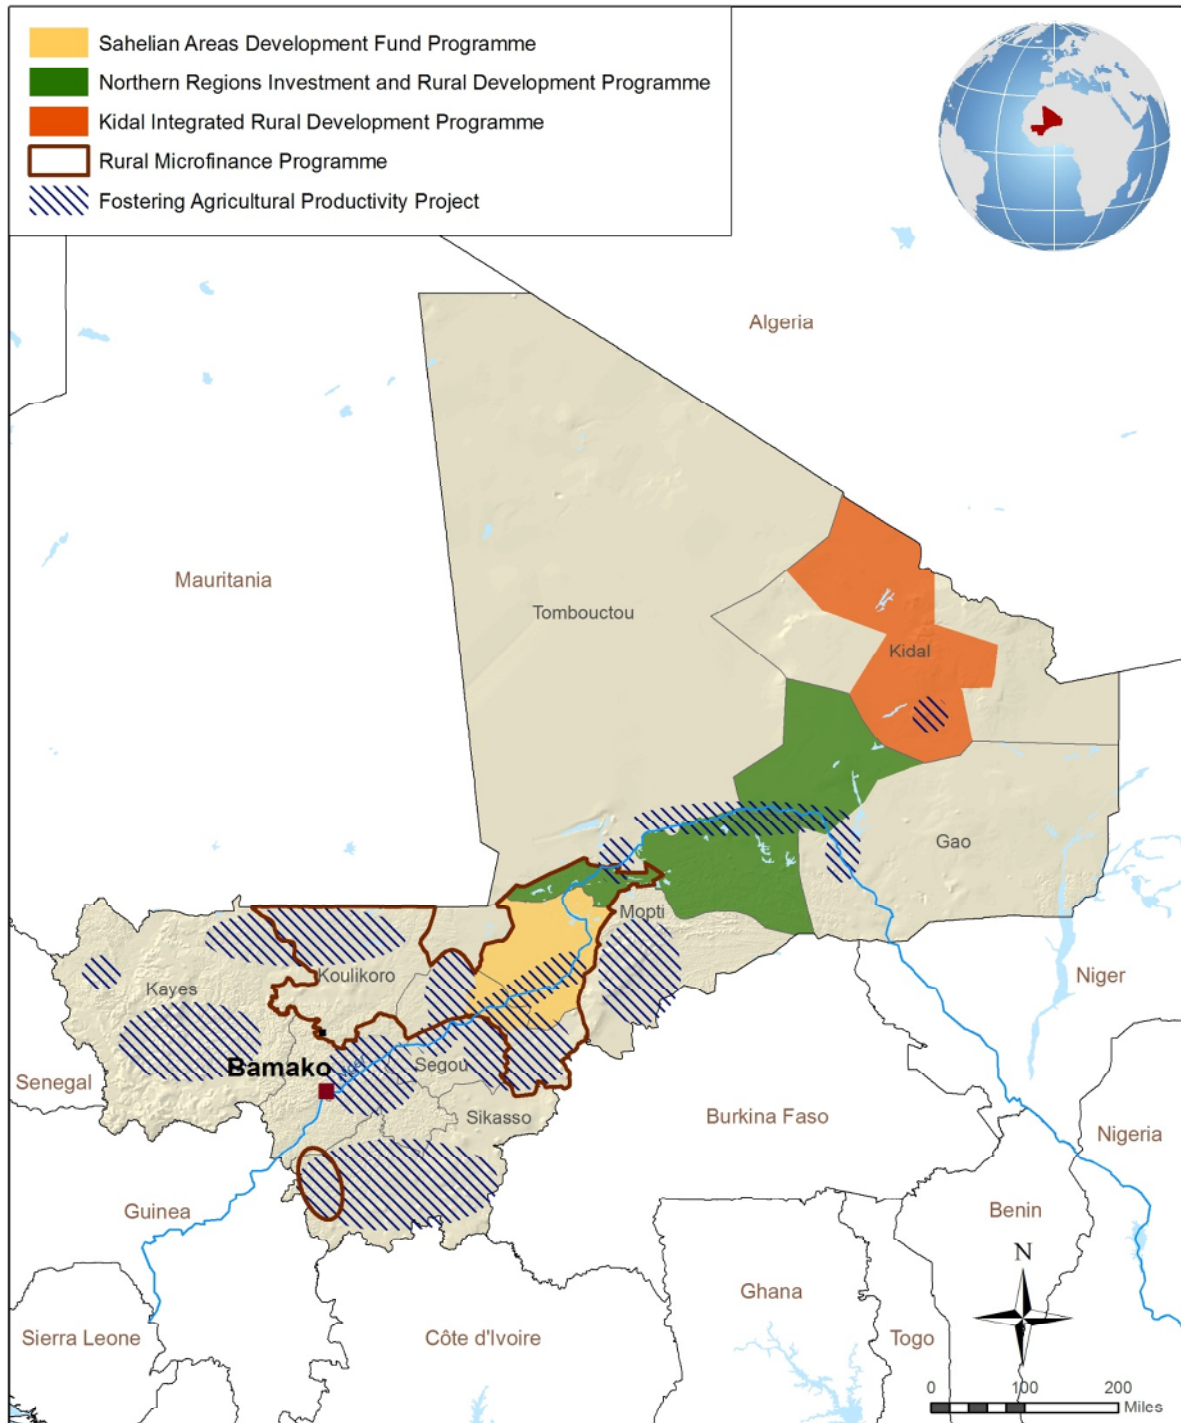 Sahelian Areas Development Fund Programme
Northern Regions Investment and Rural Development Programme
Kidal Integrated Rural Development Programme
Rural Microfinance Programme
Fostering Agricultural Productivity Project
Algeria
Mauritania
Tombouctou
Kidal
Gao
Mopti
Koulikoro
Kayes
Niger
Bamako
Segou
Senegal
Sikasso
Burkina Faso
Nigeria
Guinea
Benin
N
Ghana
Sierra Leone
Côte d'Ivoire
Togo
0 100 200
Miles